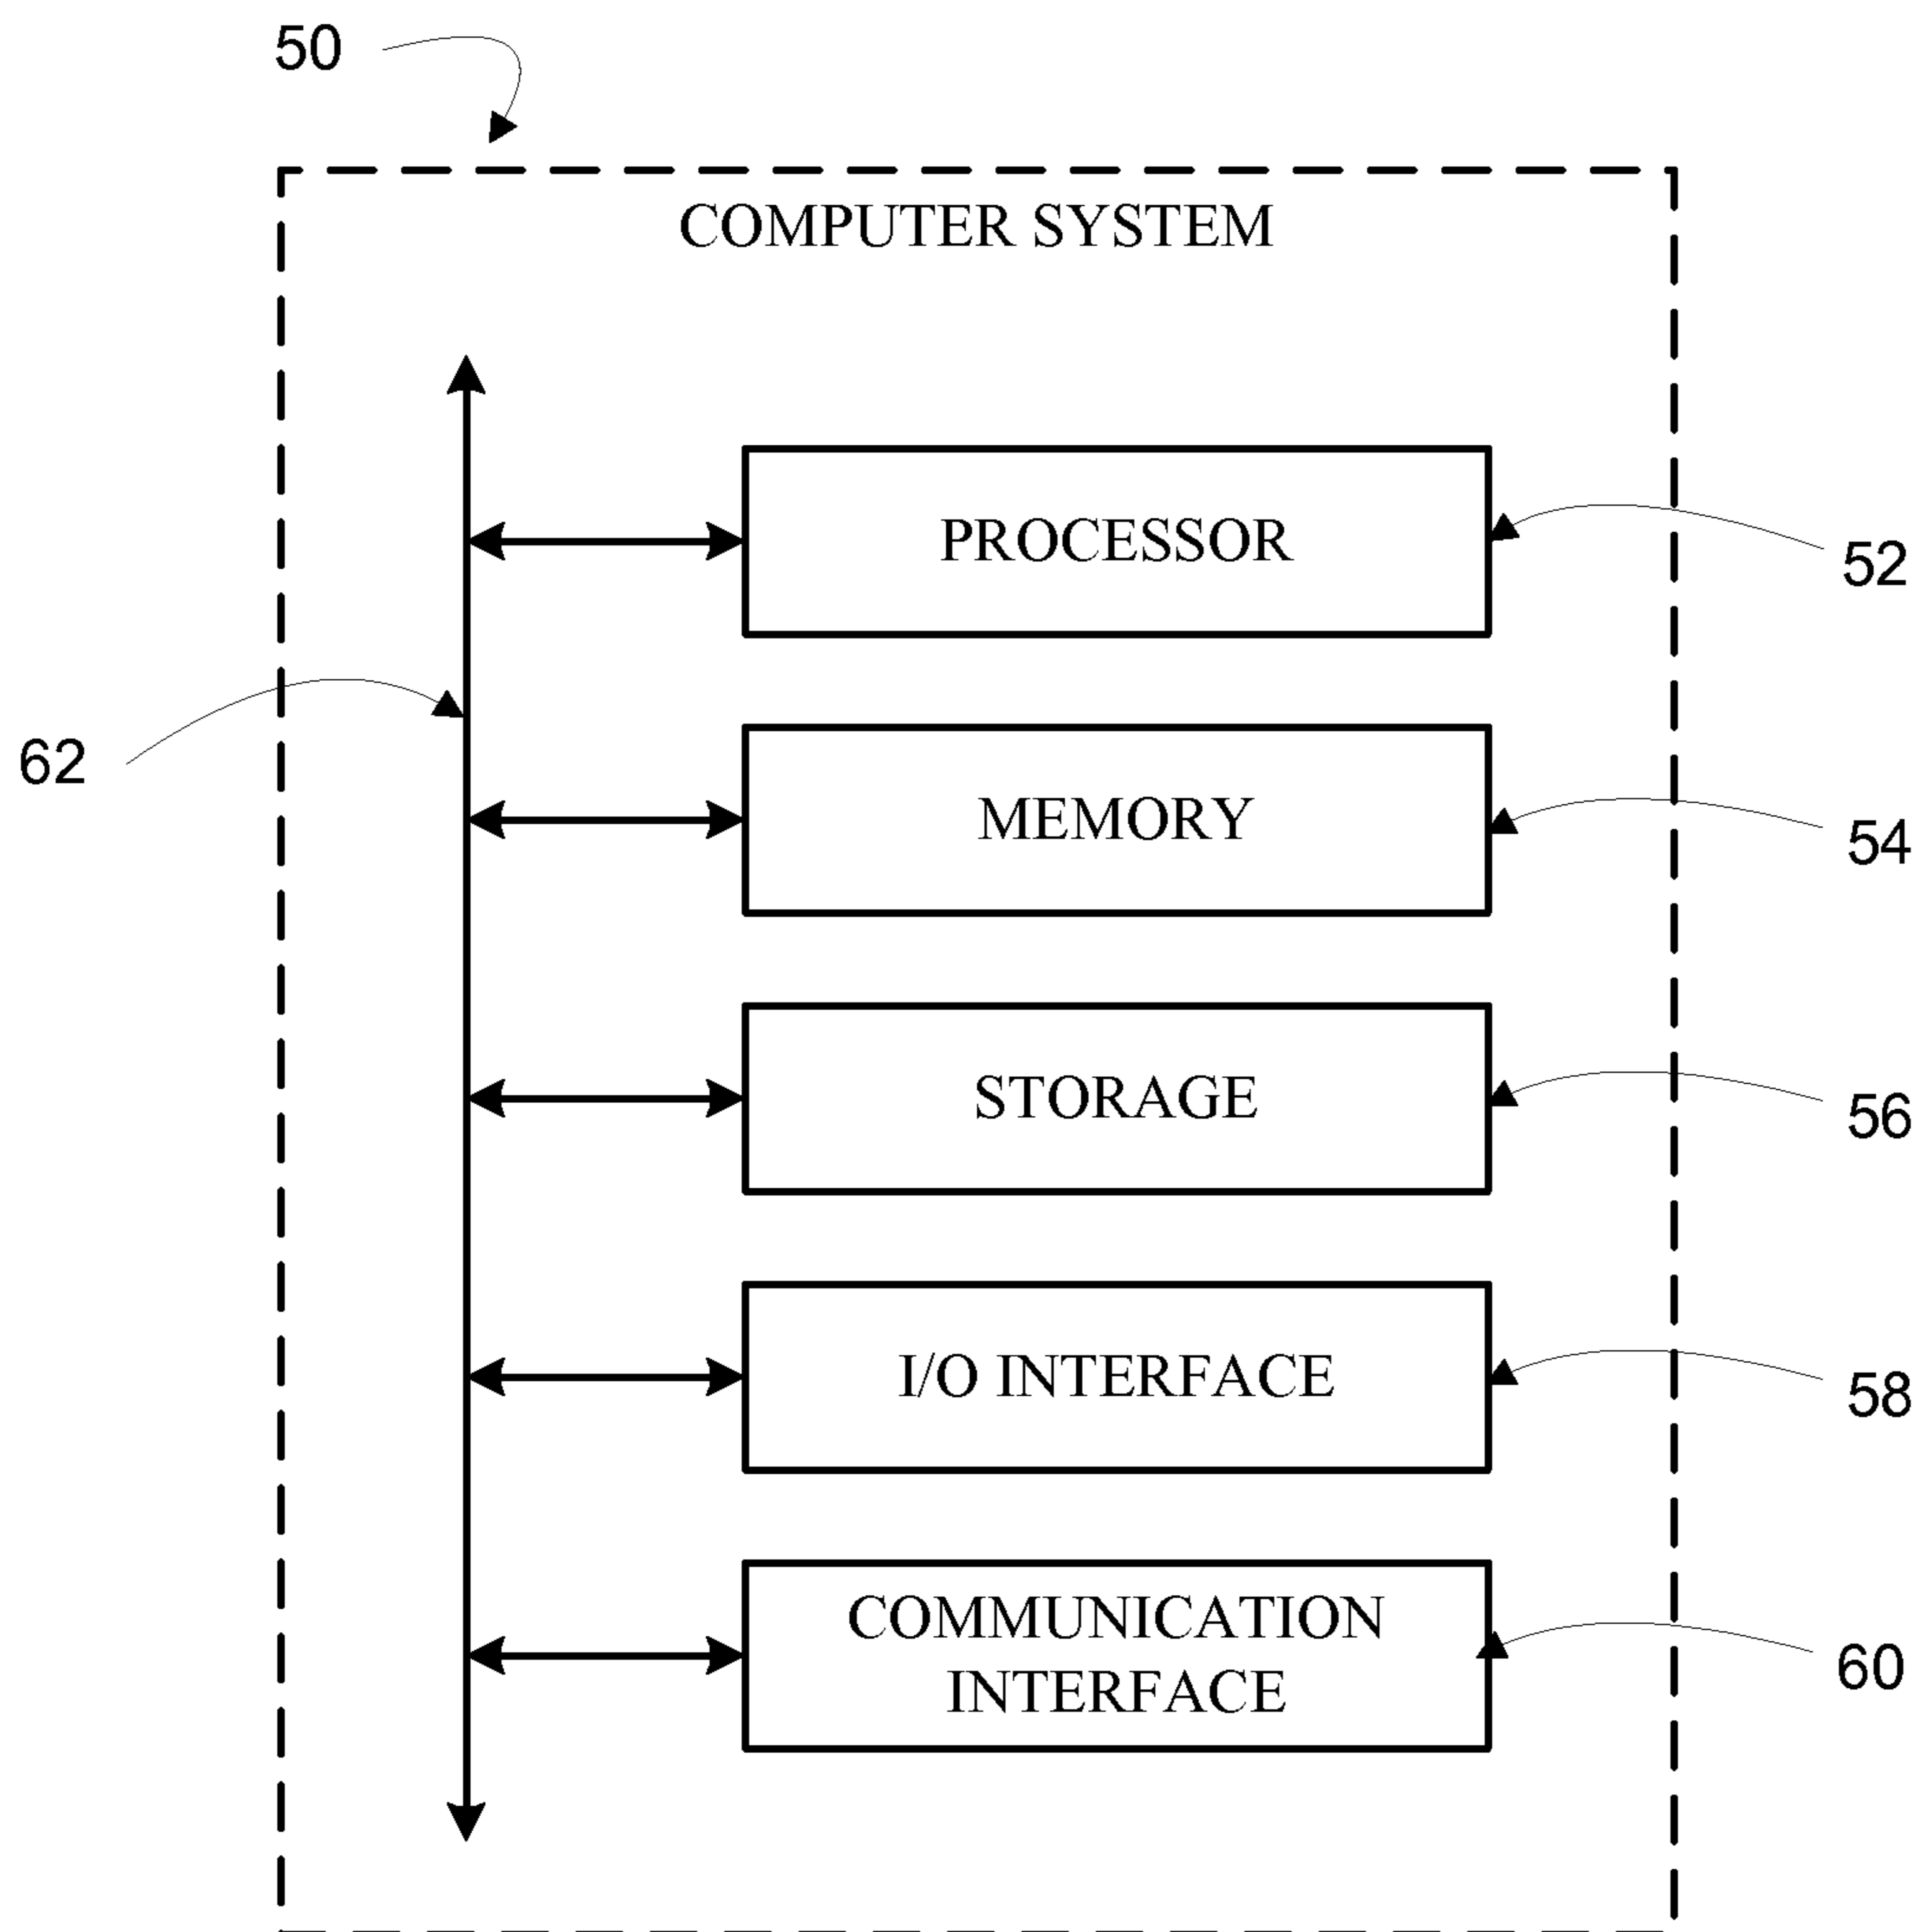 50
COMPUTER SYSTEM
PROCESSOR
52
62
MEMORY
54
STORAGE
56
I/O INTERFACE
58
COMMUNICATION
INTERFACE
60